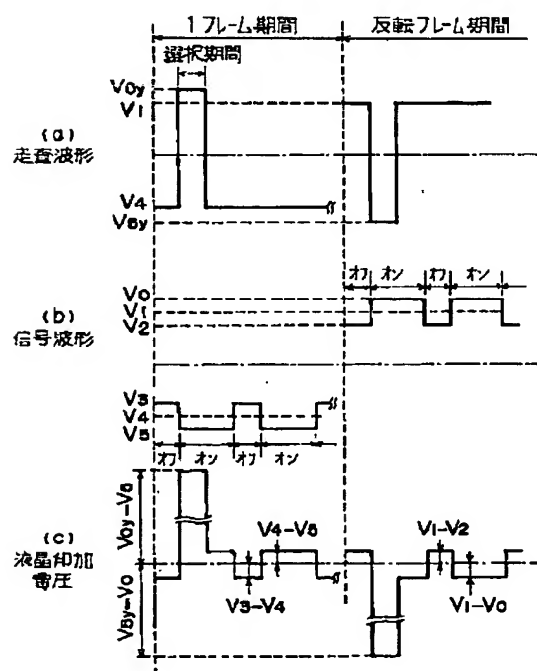 1フレーム期間
反転フレーム期間
選択期間
V0y
V1
(a)
走査波形
V4
V5y
オフ オン オフ オン
V0
V1
V2
(b)
信号波形
V3
V4
V5
オフ オン オフ オン
V0y-V5
V5y-V0
(c)
液晶印加
電圧
V4-V5
V3-V4
V1-V2
V1-V0